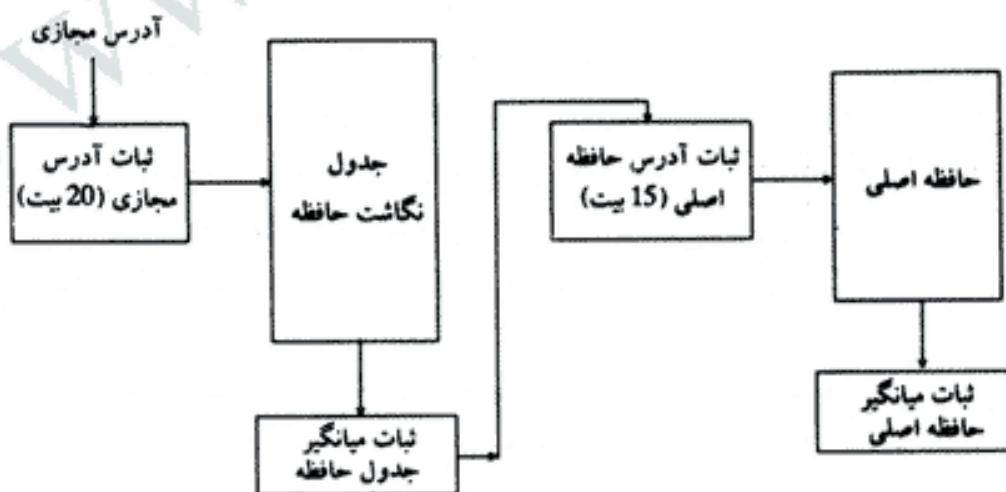 آدرس مجازی
ثبات آدرس
مجازی (20 بیت)
جدول
نگاشت حافظه
ثبات میانگیر
جدول حافظه
ثبات آدرس حافظه
اصلی (15 بیت)
حافظه اصلی
ثبات میانگیر
حافظه اصلی